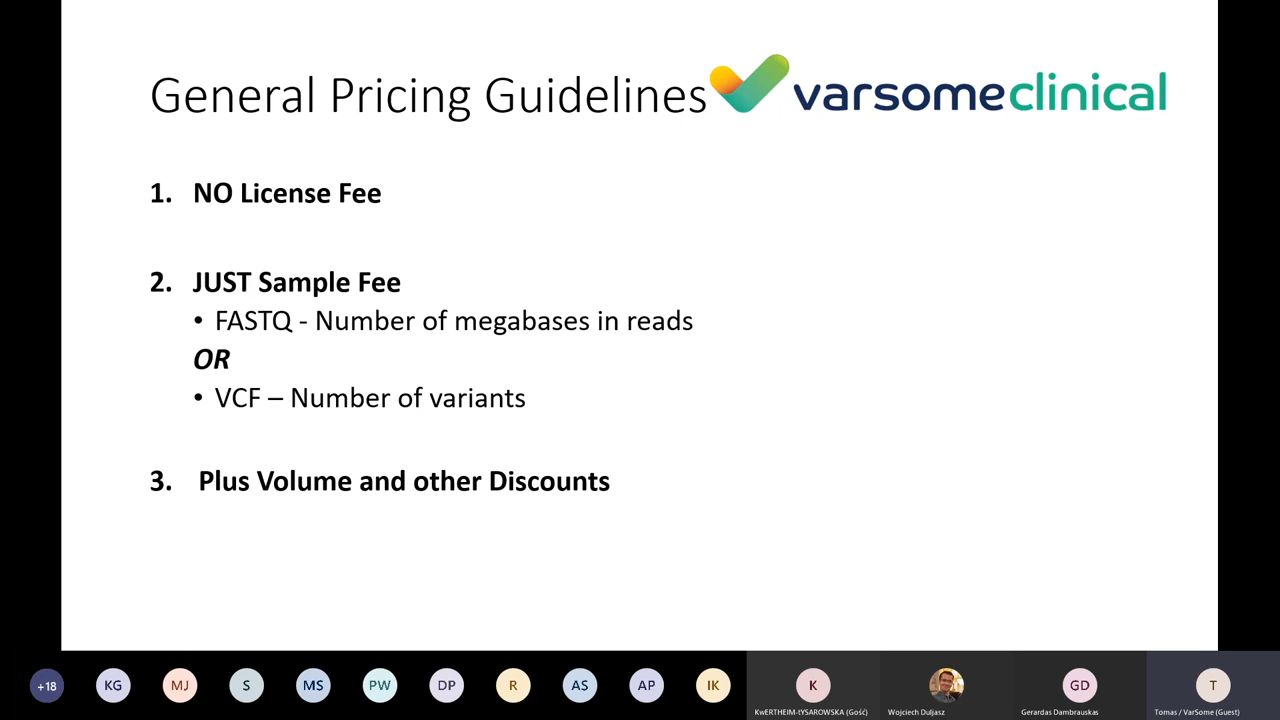 General Pricing Guidelines
varsomeclinical
1. NO License Fee
2. JUST Sample Fee
• FASTQ - Number of megabases in reads
OR
• VCF – Number of variants
3. Plus Volume and other Discounts
+18 KG MJ S MS PW DP R AS AP IK K GD T
KwERTHEIM-tYSAROWSKA (Gość) Wojciech Duljasz Gerardas Dambrauskas Tomas / VarSome (Guest)